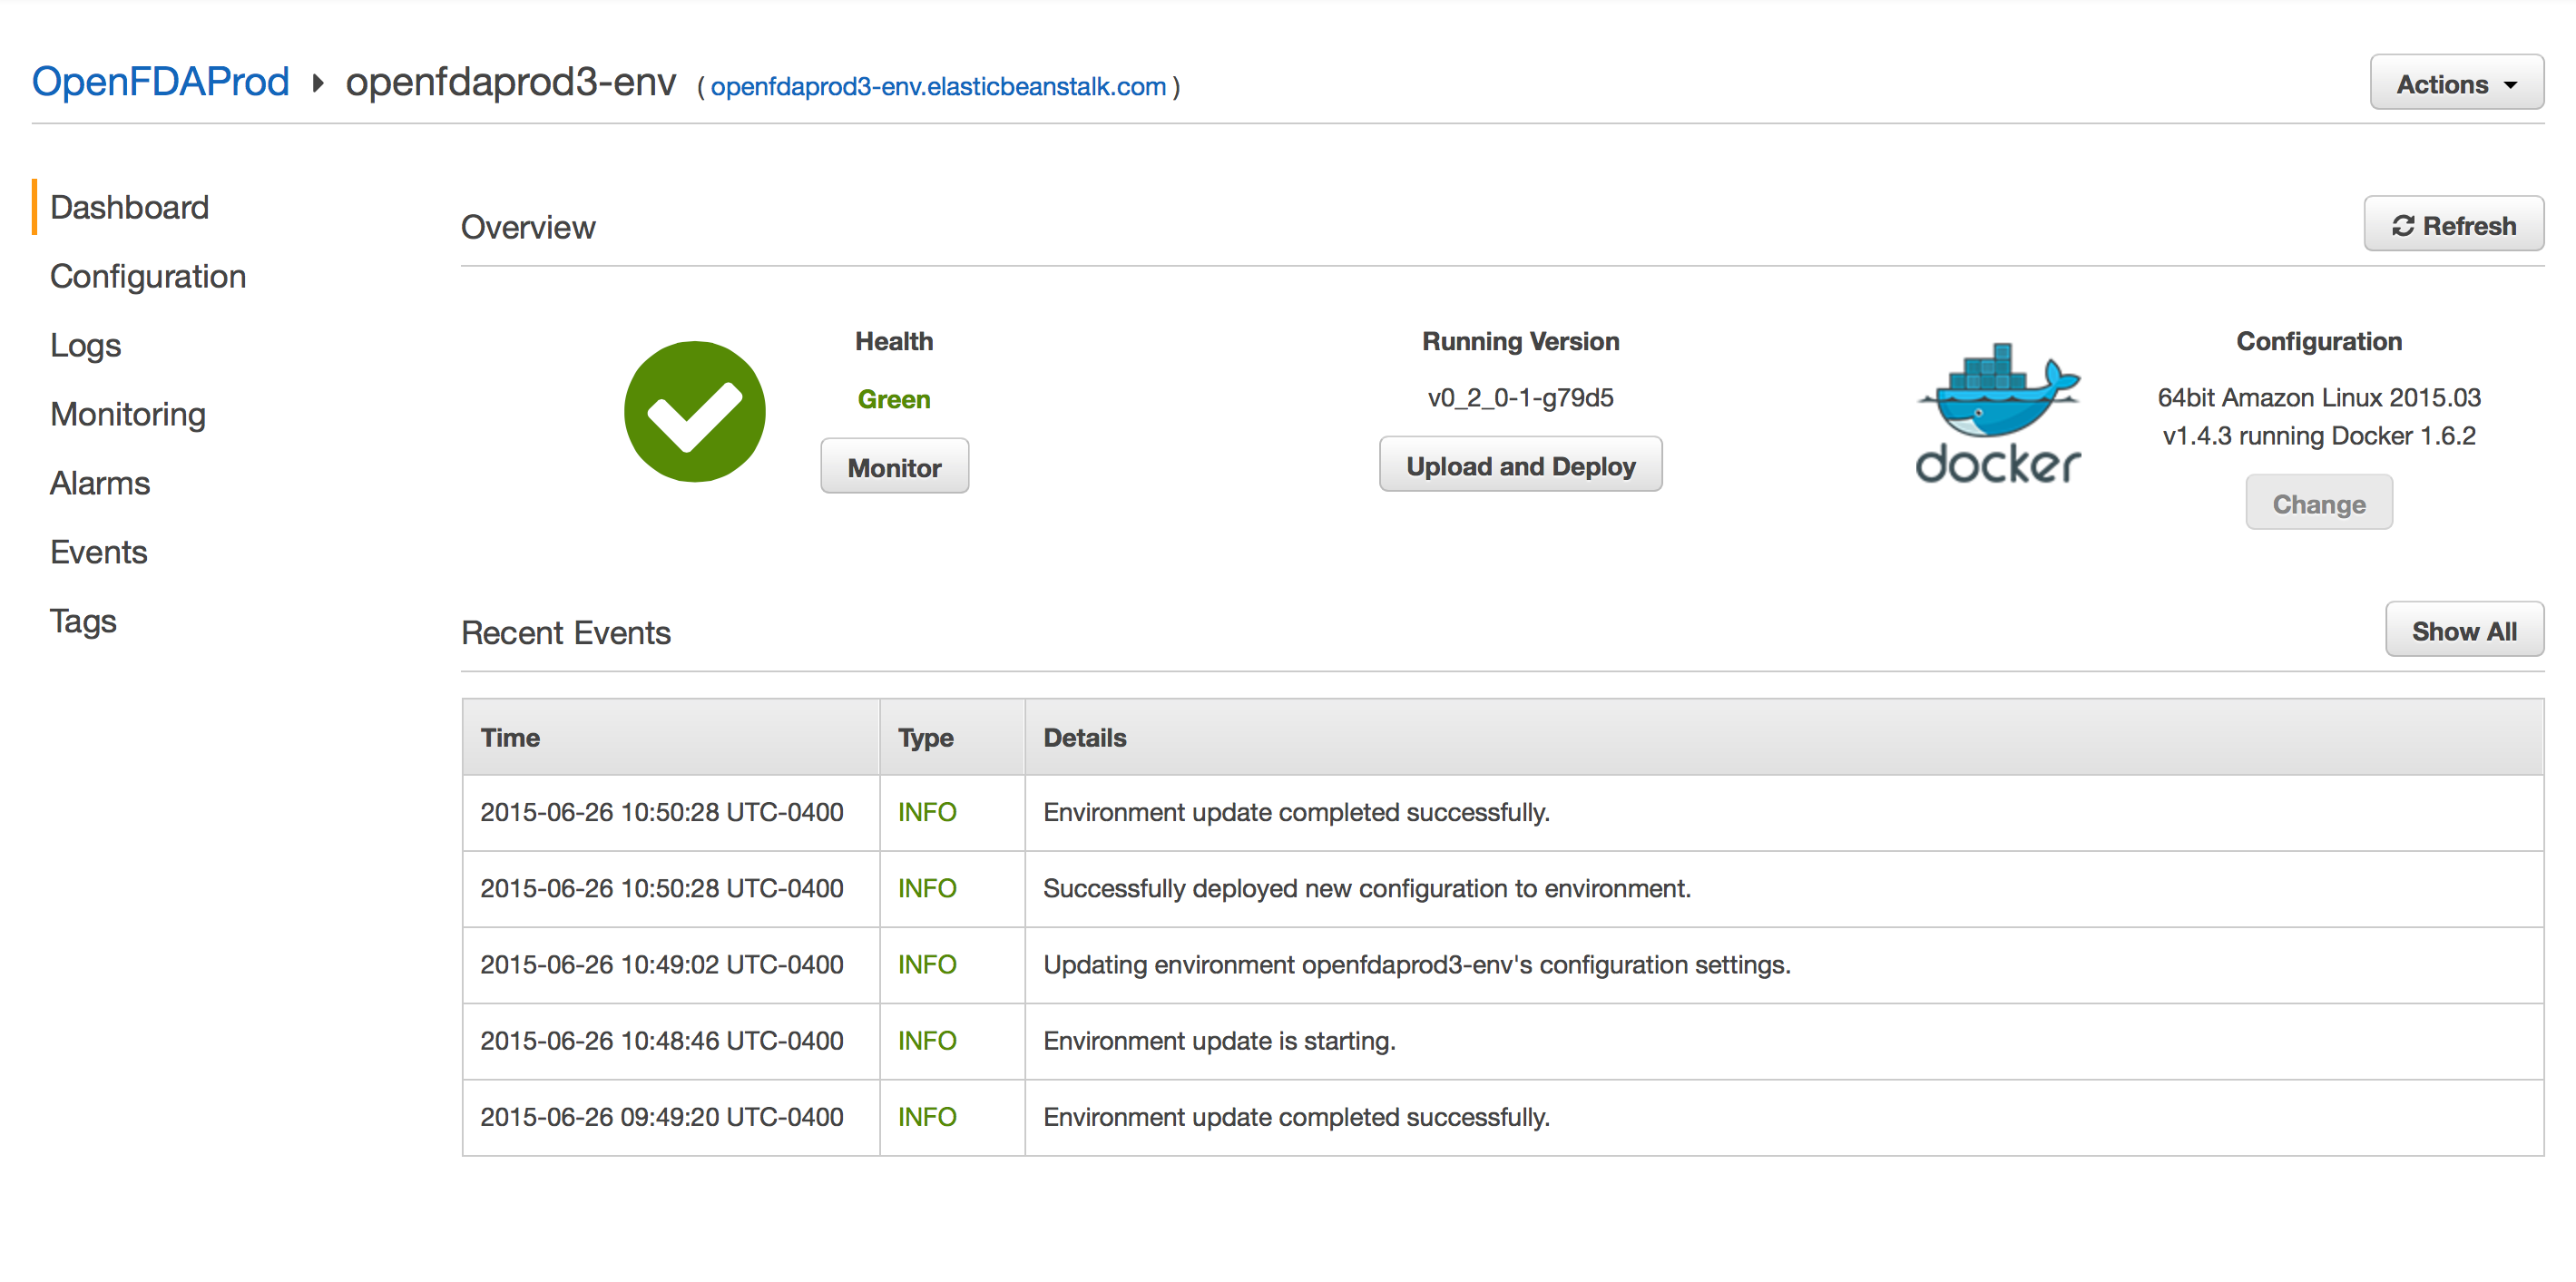 OpenFDAProd openfdaprod3-env ( openfdaprod3-env.elasticbeanstalk.com )
Actions
Dashboard
Configuration
Logs
Monitoring
Alarms
Events
Tags
Overview
Refresh
Health
Green
Monitor
Running Version
v0_2_0-1-g79d5
Upload and Deploy
docker
Configuration
64bit Amazon Linux 2015.03
v1.4.3 running Docker 1.6.2
Change
Recent Events
Show All
Time Type Details
2015-06-26 10:50:28 UTC-0400 INFO Environment update completed successfully.
2015-06-26 10:50:28 UTC-0400 INFO Successfully deployed new configuration to environment.
2015-06-26 10:49:02 UTC-0400 INFO Updating environment openfdaprod3-env's configuration settings.
2015-06-26 10:48:46 UTC-0400 INFO Environment update is starting.
2015-06-26 09:49:20 UTC-0400 INFO Environment update completed successfully.